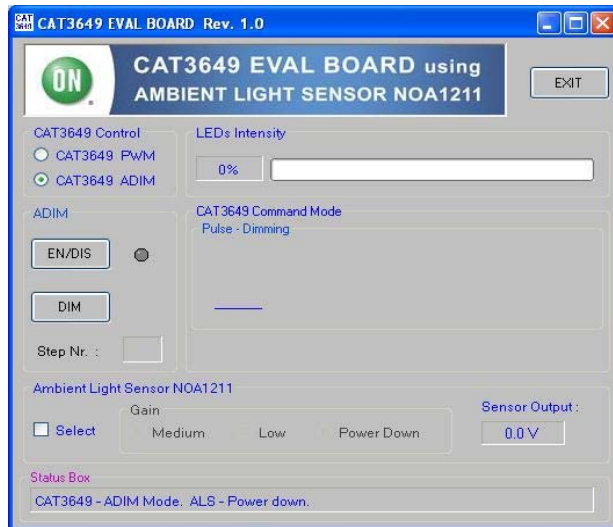 CAT
3649
CAT3649 EVAL BOARD Rev. 1.0
ON
CAT3649 EVAL BOARD using
AMBIENT LIGHT SENSOR NOA1211
EXIT
CAT3649 Control
CAT3649 PWM
CAT3649 ADIM
LEDs Intensity
0%
ADIM
EN/DIS
DIM
Step Nr. :
CAT3649 Command Mode
Pulse - Dimming
Ambient Light Sensor NOA1211
Select
Gain
Medium
Low
Power Down
Sensor Output :
0.0 V
Status Box
CAT3649 - ADIM Mode. ALS - Power down.